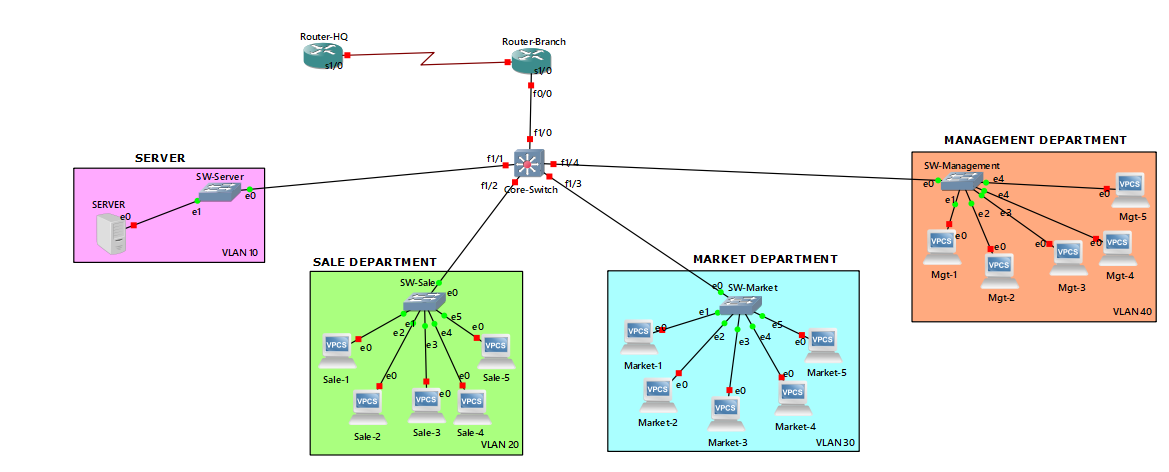 Router-HQ
s1/0
Router-Branch
s1/0
f0/0
f1/0
f1/1
f1/4
f1/2
f1/3
Core-Switch
SERVER
SW-Server
e0
e1
SERVER
e0
VLAN 10
SALE DEPARTMENT
SW-Sale
e0
e1
e2
e3
e4
e5
e0
VPCS
Sale-1
e0
VPCS
Sale-2
e0
VPCS
Sale-3
e0
VPCS
Sale-4
e0
VPCS
Sale-5
VLAN 20
MARKET DEPARTMENT
SW-Market
e0
e1
e2
e3
e4
e5
e0
VPCS
Market-1
e0
VPCS
Market-2
e0
VPCS
Market-3
e0
VPCS
Market-4
e0
VPCS
Market-5
VLAN 30
MANAGEMENT DEPARTMENT
SW-Management
e0
e1
e2
e3
e4
e4
e0
VPCS
Mgt-1
e0
VPCS
Mgt-2
e0
VPCS
Mgt-3
e0
VPCS
Mgt-4
e0
VPCS
Mgt-5
VLAN 40